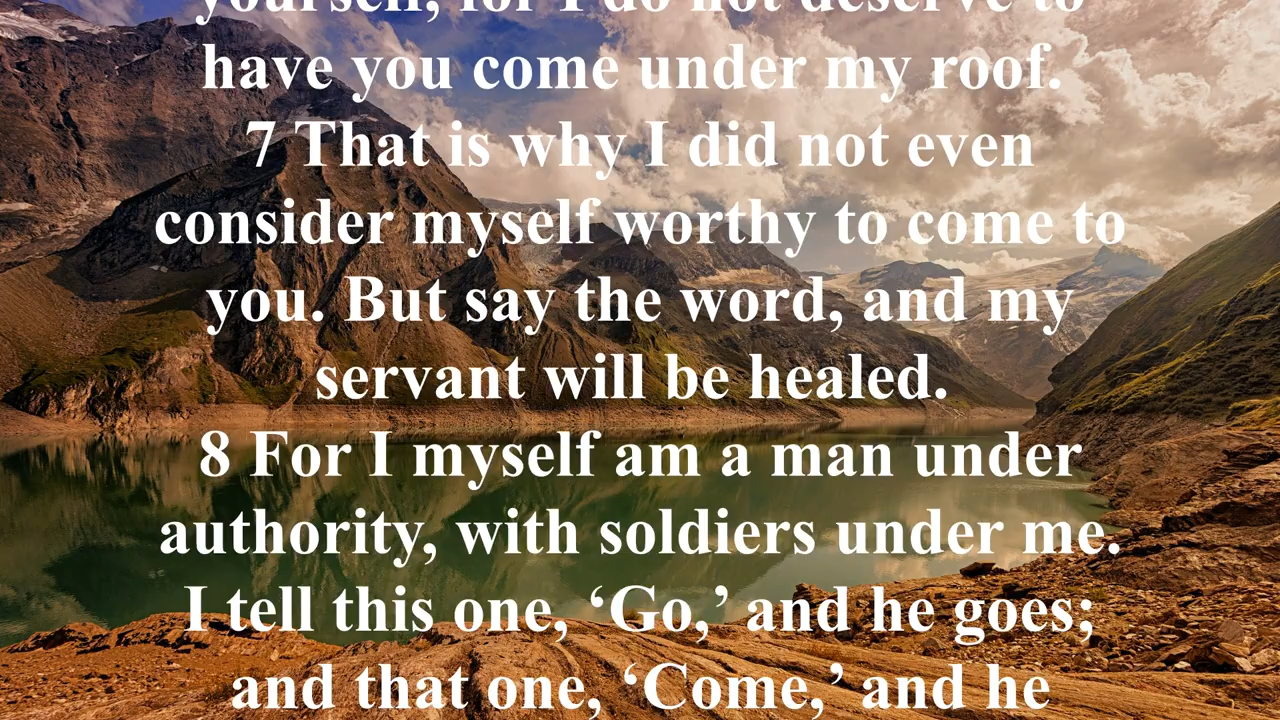 yourself, for I do not deserve to
have you come under my roof.
7 That is why I did not even
consider myself worthy to come to
you. But say the word, and my
servant will be healed.
8 For I myself am a man under
authority, with soldiers under me.
I tell this one, ‘Go,’ and he goes;
and that one, ‘Come,’ and he